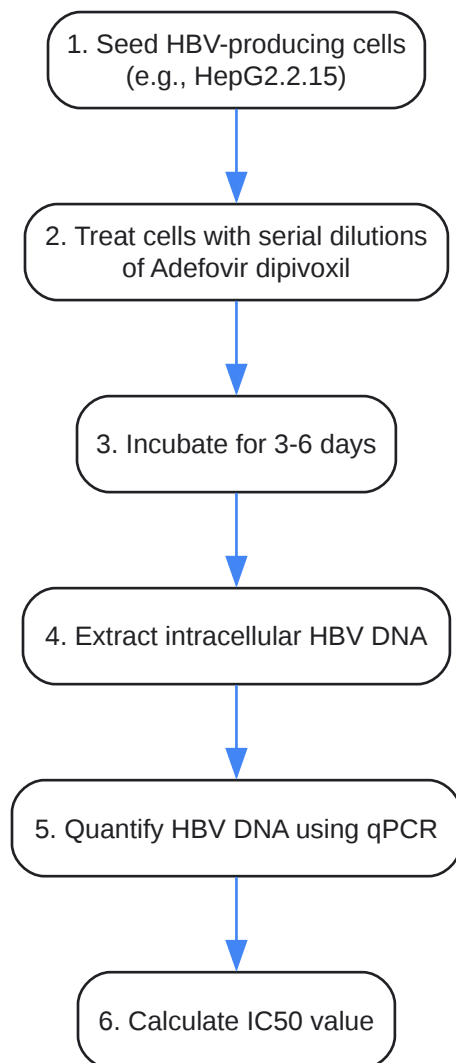 1. Seed HBV-producing cells
(e.g., HepG2.2.15)
2. Treat cells with serial dilutions
of Adefovir dipivoxil
3. Incubate for 3-6 days
4. Extract intracellular HBV DNA
5. Quantify HBV DNA using qPCR
6. Calculate IC50 value